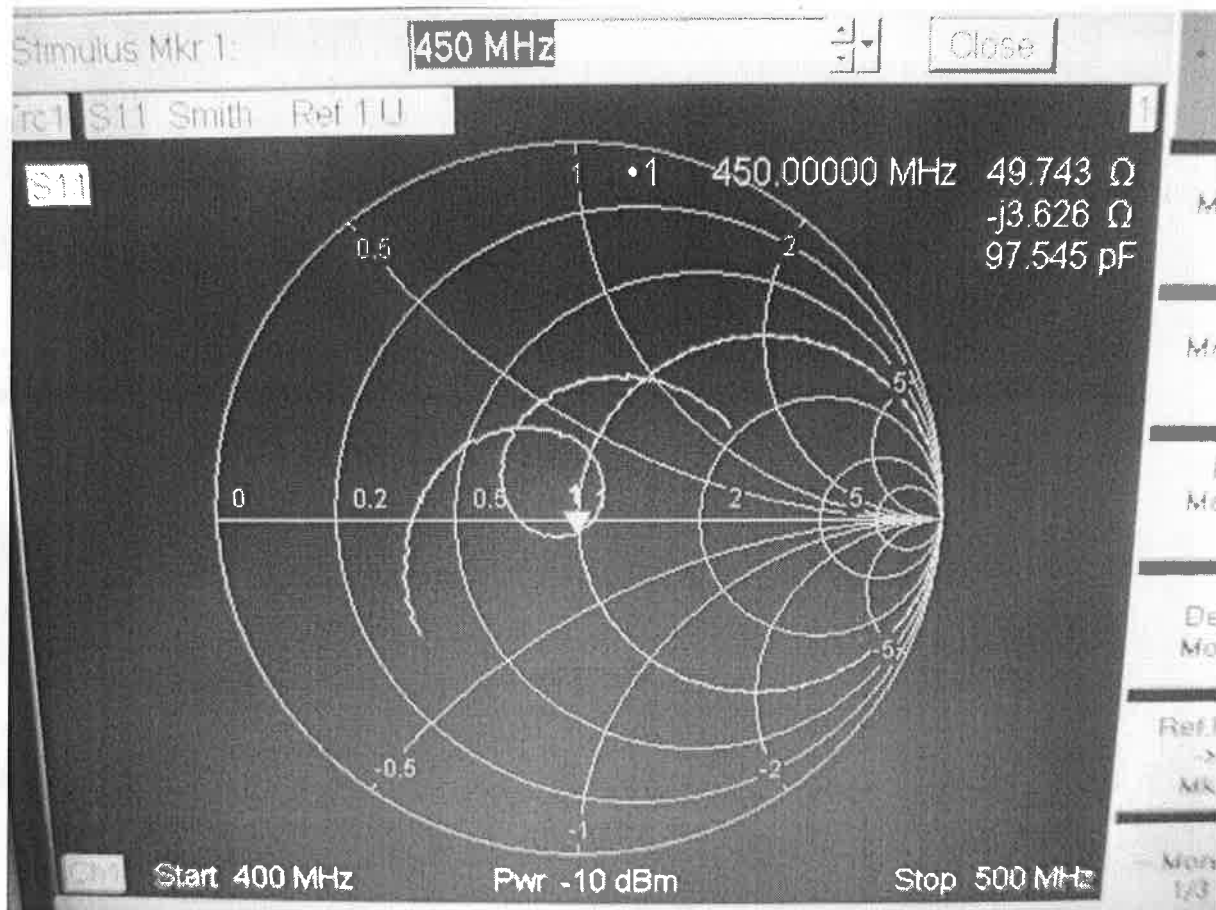 Stimulus Mkr 1: 450 MHz Close
S11 Smith Ref 1 U 1
S11
1 •1 450.00000 MHz 49.743 Ω
-j3.626 Ω
97.545 pF
0.5 2
5
0 0.2 0.5 1 1 2 5
-5
-0.5 -2
-1
Ch1 Start 400 MHz Pwr -10 dBm Stop 500 MHz